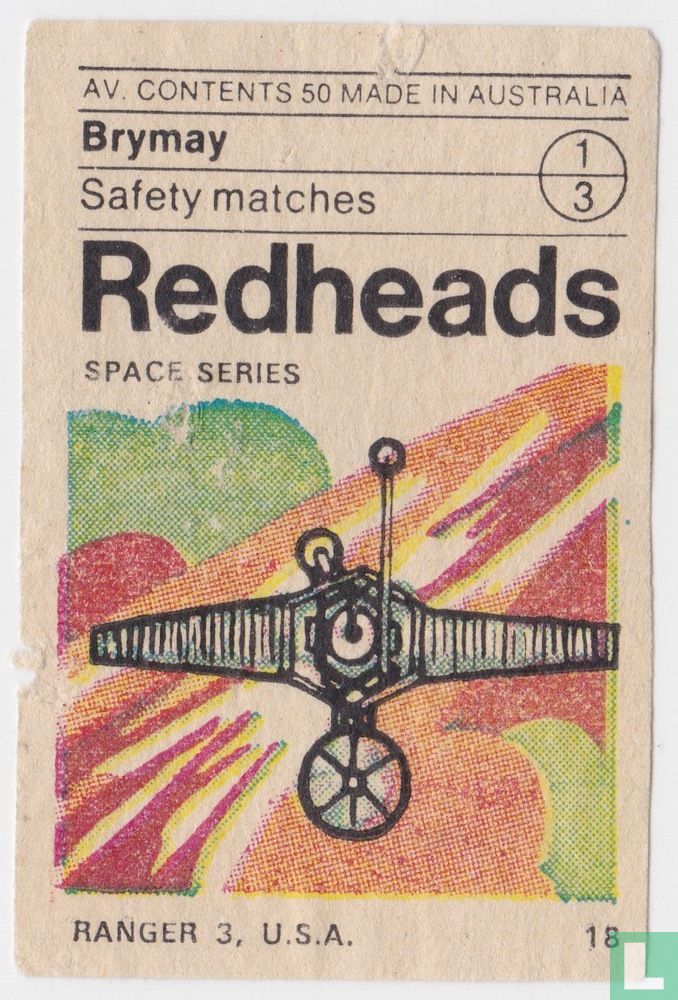 AV. CONTENTS 50 MADE IN AUSTRALIA
Brymay
1
Safety matches
3
Redheads
SPACE SERIES
RANGER 3, U.S.A.
18
L